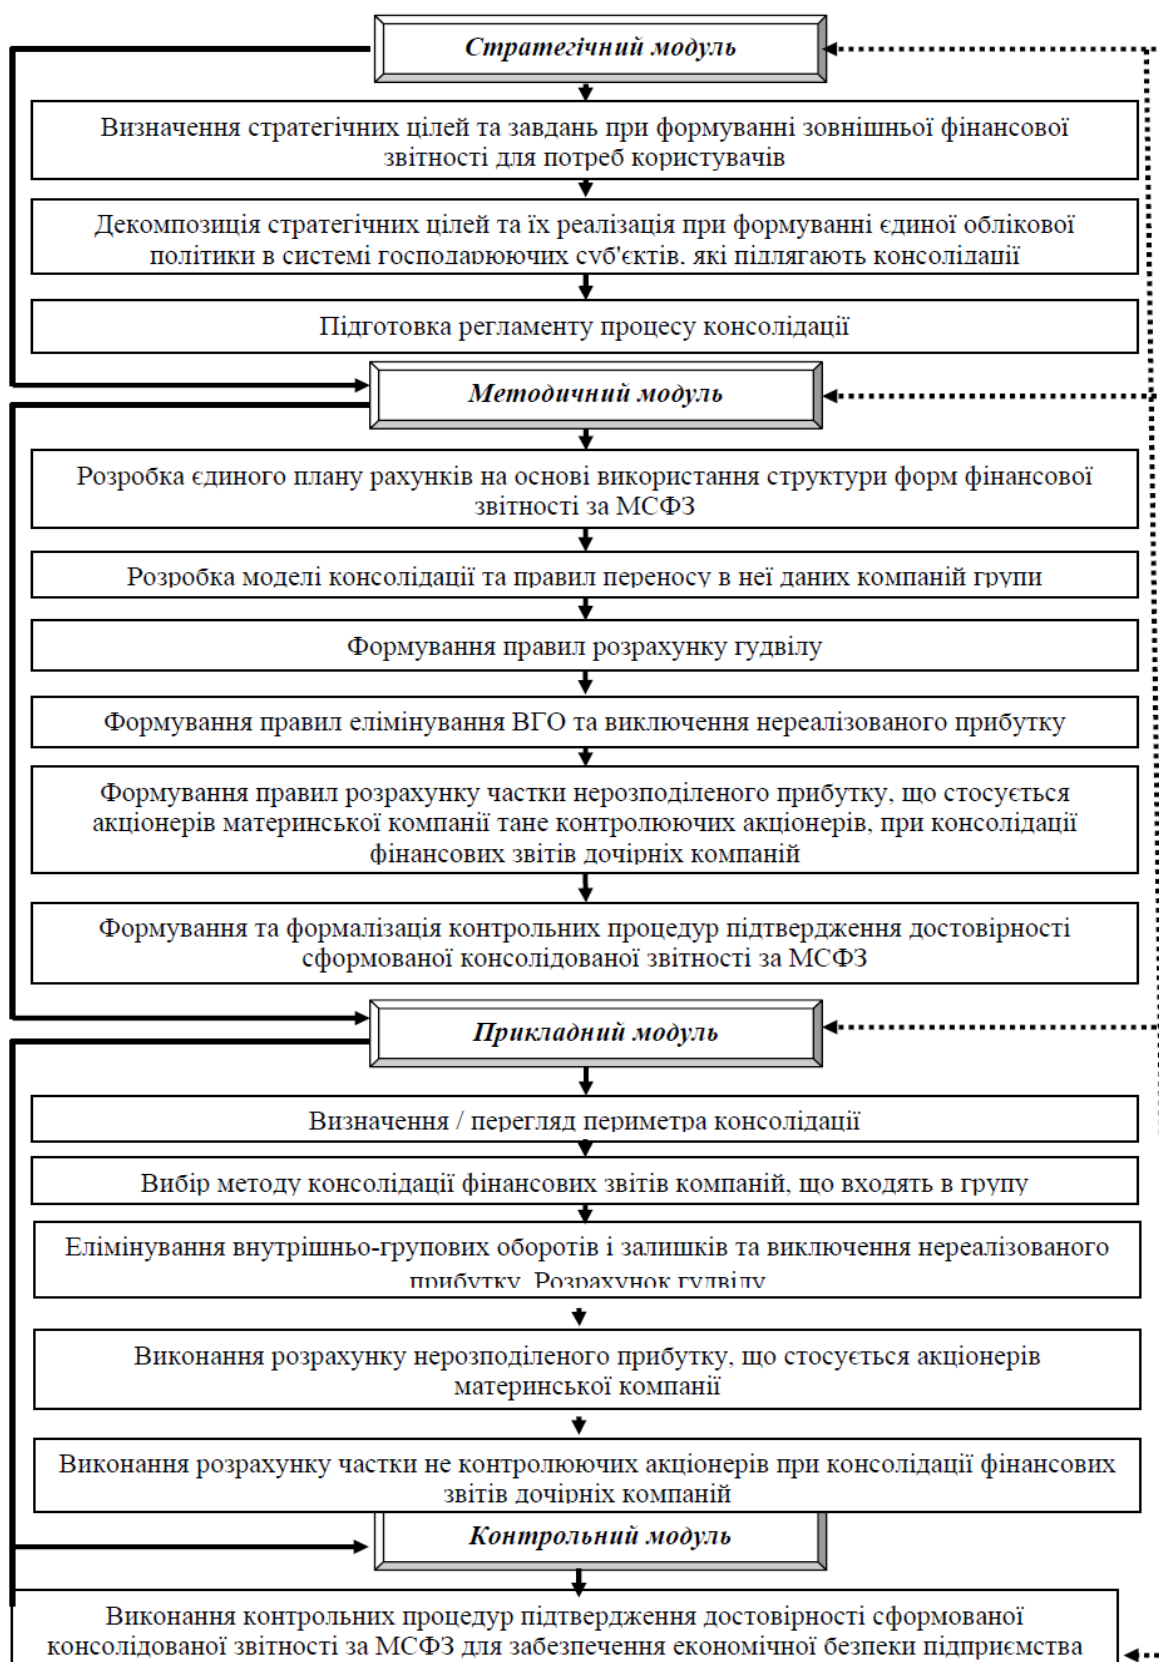 Стратегічний модуль
Визначення стратегічних цілей та завдань при формуванні зовнішньої фінансової
звітності для потреб користувачів
Декомпозиція стратегічних цілей та їх реалізація при формуванні єдиної облікової
політики в системі господарюючих суб'єктів, які підлягають консолідації
Підготовка регламенту процесу консолідації
Методичний модуль
Розробка єдиного плану рахунків на основі використання структури форм фінансової
звітності за МСФЗ
Розробка моделі консолідації та правил переносу в неї даних компаній групи
Формування правил розрахунку гудвілу
Формування правил елімінування ВГО та виключення нереалізованого прибутку
Формування правил розрахунку частки нерозподіленого прибутку, що стосується
акціонерів материнської компанії тане контролюючих акціонерів, при консолідації
фінансових звітів дочірніх компаній
Формування та формалізація контрольних процедур підтвердження достовірності
сформованої консолідованої звітності за МСФЗ
Прикладний модуль
Визначення / перегляд периметра консолідації
Вибір методу консолідації фінансових звітів компаній, що входять в групу
Елімінування внутрішньо-групових оборотів і залишків та виключення нереалізованого
прибутку. Розрахунок гудвілу
Виконання розрахунку нерозподіленого прибутку, що стосується акціонерів
материнської компанії
Виконання розрахунку частки не контролюючих акціонерів при консолідації фінансових
звітів дочірніх компаній
Контрольний модуль
Виконання контрольних процедур підтвердження достовірності сформованої
консолідованої звітності за МСФЗ для забезпечення економічної безпеки підприємства